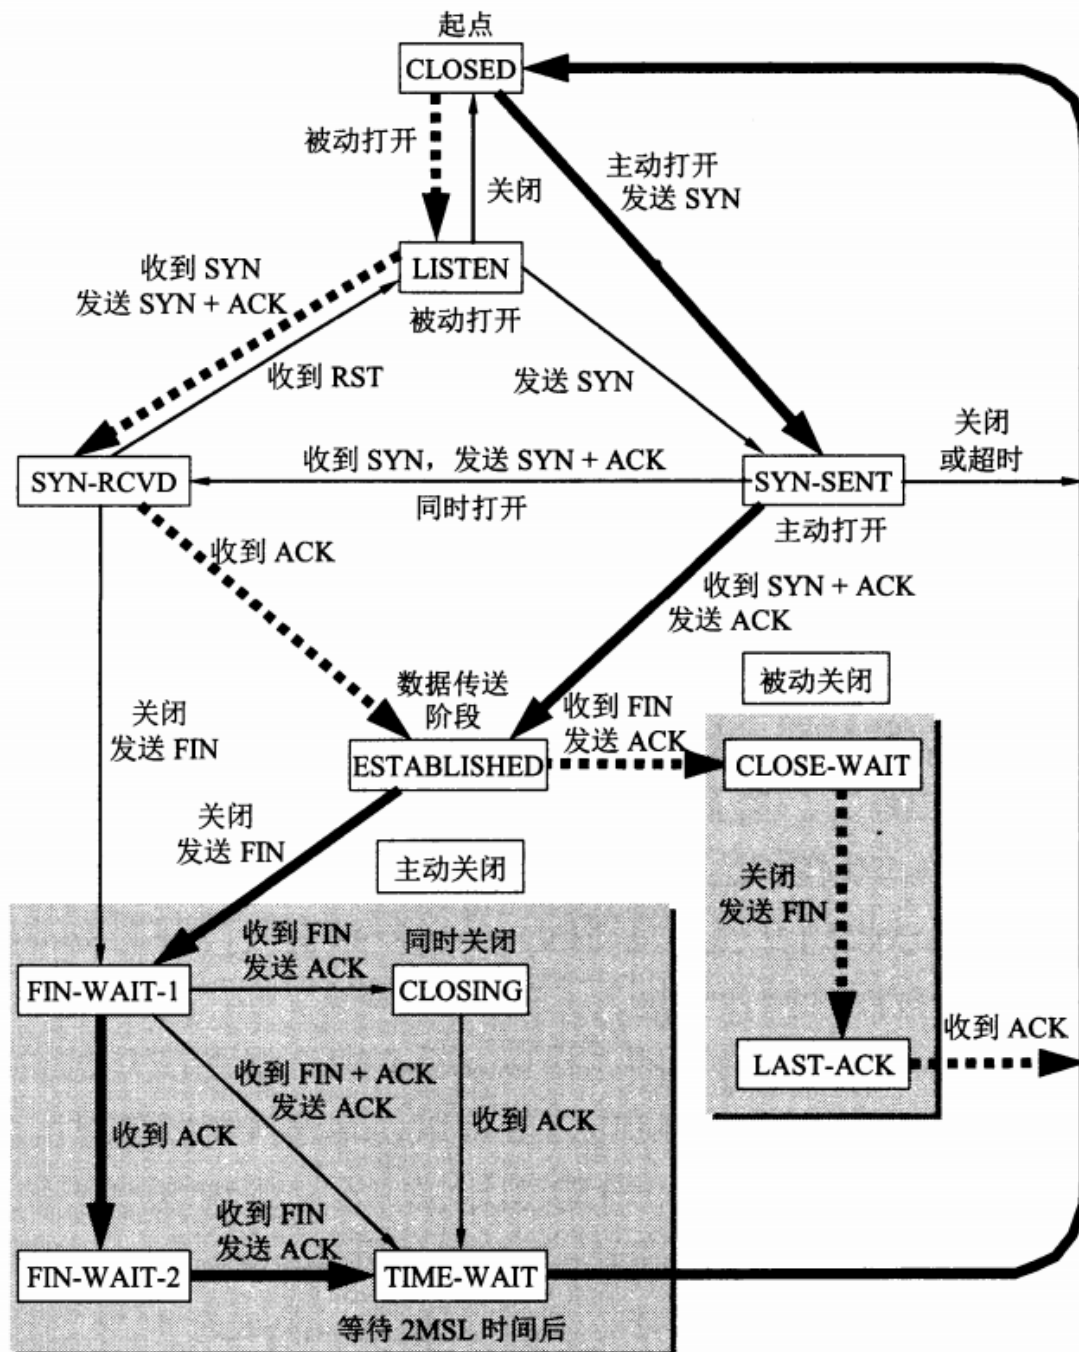 起点
CLOSED
被动打开
关闭
主动打开
发送 SYN
收到 SYN
发送 SYN + ACK
LISTEN
被动打开
收到 RST
发送 SYN
关闭
或超时
SYN-RCVD
收到 SYN，发送 SYN + ACK
同时打开
SYN-SENT
主动打开
收到 ACK
收到 SYN + ACK
发送 ACK
被动关闭
数据传送
阶段
收到 FIN
发送 ACK
关闭
发送 FIN
ESTABLISHED
CLOSE-WAIT
关闭
发送 FIN
主动关闭
关闭
发送 FIN
收到 FIN
发送 ACK
同时关闭
FIN-WAIT-1
CLOSING
收到 ACK
LAST-ACK
收到 FIN + ACK
发送 ACK
收到 ACK
收到 ACK
收到 FIN
发送 ACK
FIN-WAIT-2
TIME-WAIT
等待 2MSL 时间后